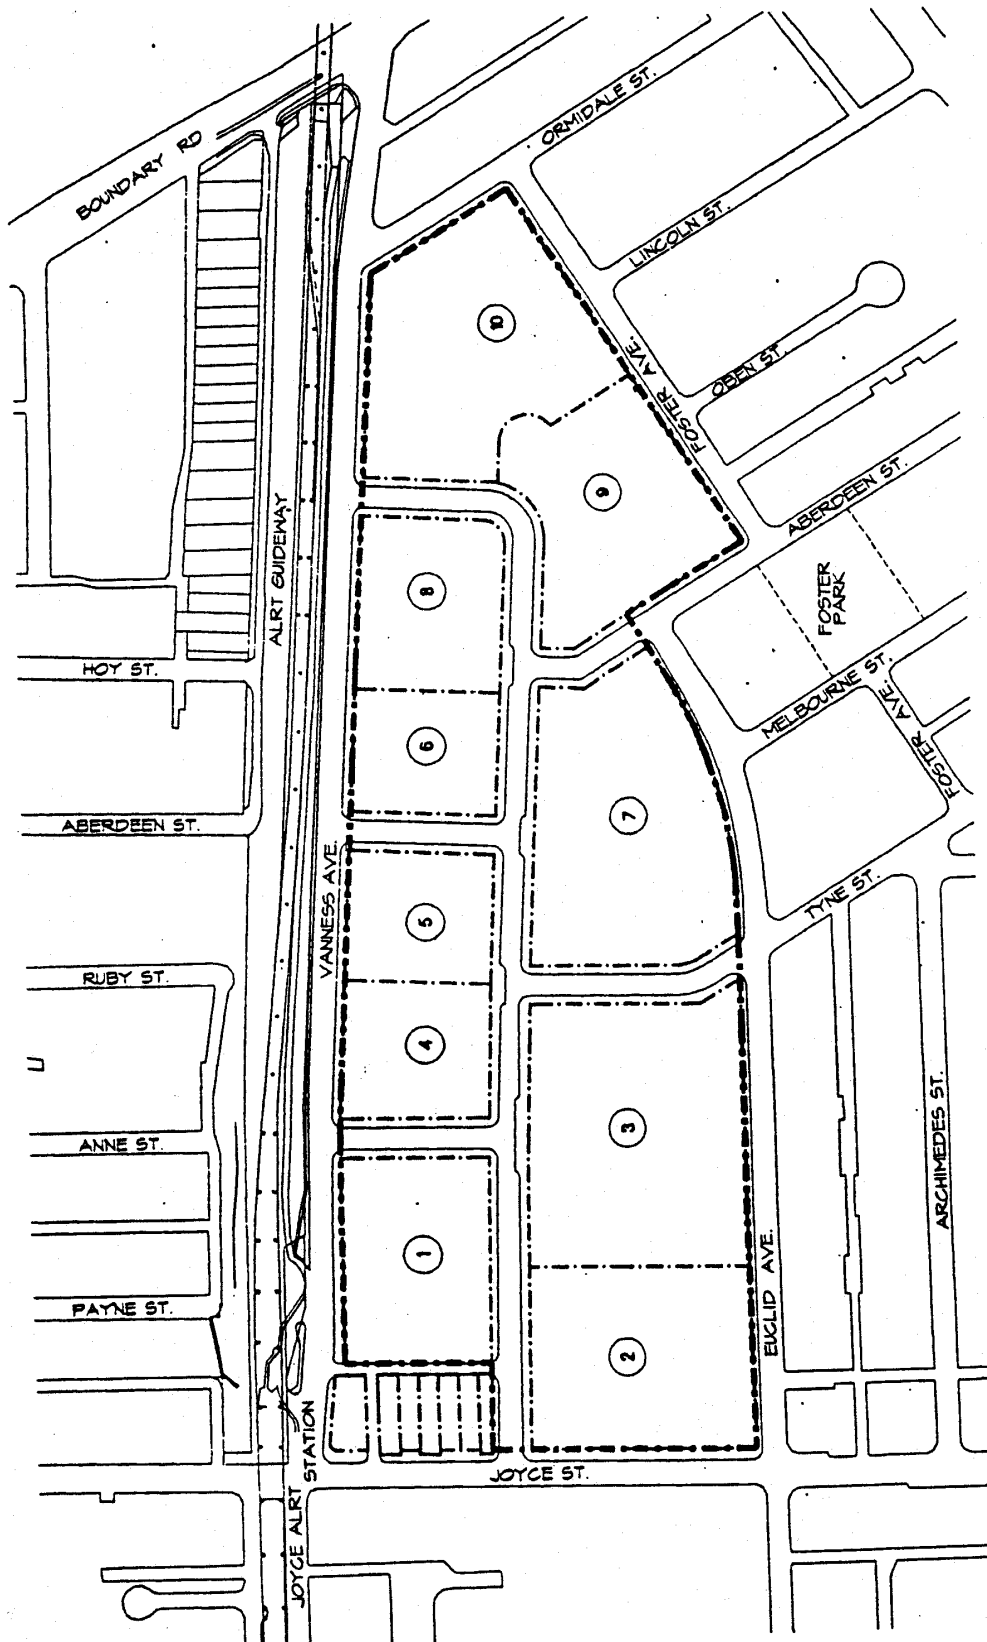 BOUNDARY RD
ORMIDALE ST.
LINCOLN ST.
10
FOSTER AVE.
OBEN ST.
9
ALRT GUIDEWAY
ABERDEEN ST.
8
FOSTER
PARK
HOY ST.
MELBOURNE ST.
FOSTER AVE.
6
7
ABERDEEN ST.
VANNESS AVE.
TYNE ST.
5
RUBY ST.
4
3
ANNE ST.
ARCHIMEDES ST.
1
EUCLID AVE.
PAYNE ST.
2
JOYCE ALRT STATION
JOYCE ST.